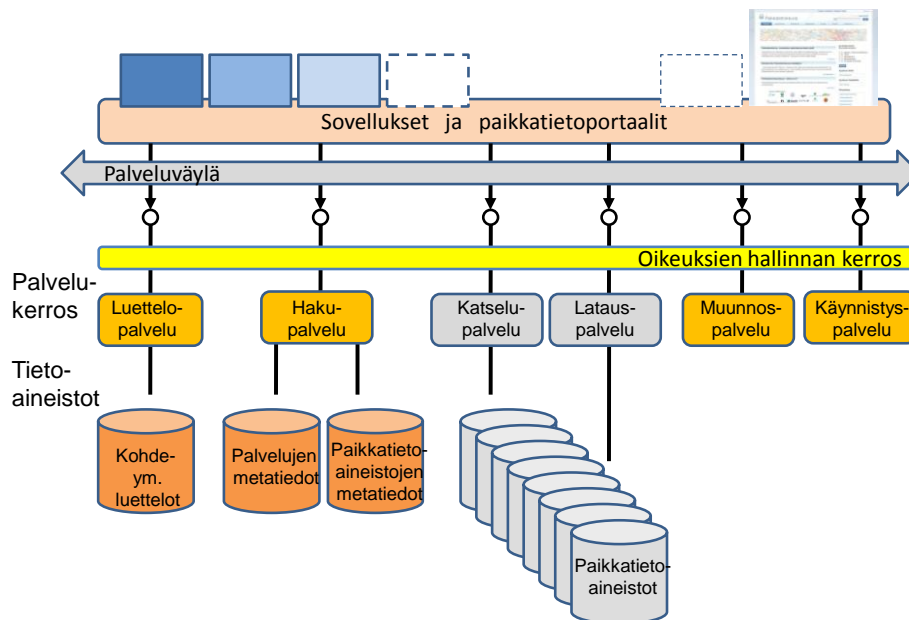 Sovellukset ja paikkatietoportaalit
Palveluväylä
Oikeuksien hallinnan kerros
Palvelu-
kerros
Luettelo-
palvelu
Haku-
palvelu
Katselu-
palvelu
Lataus-
palvelu
Muunnos-
palvelu
Käynnistys-
palvelu
Tieto-
aineistot
Kohde-
ym.
luettelot
Palvelujen
metatiedot
Paikkatieto-
aineistojen
metatiedot
Paikkatieto-
aineistot